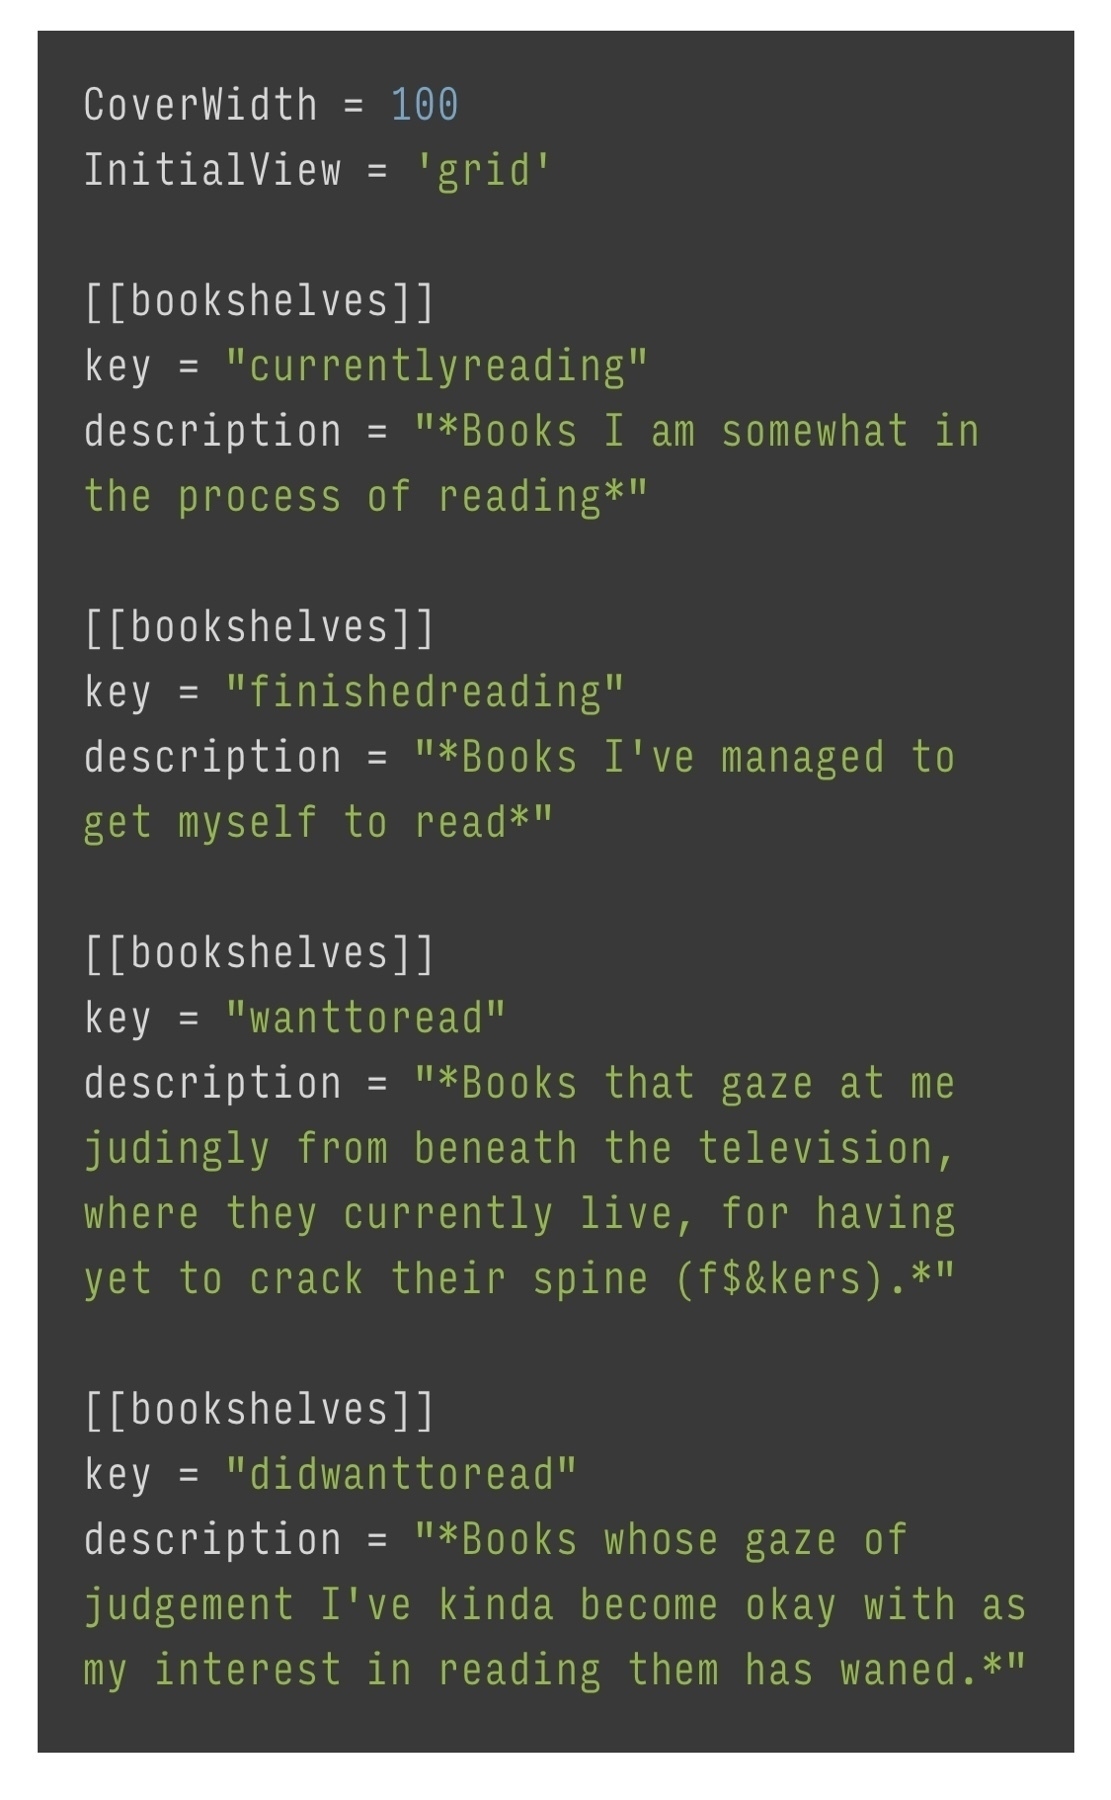 CoverWidth = 100
InitialView = 'grid'
[[bookshelves]]
key = "currentlyreading"
description = "*Books I am somewhat in
the process of reading*"
[[bookshelves]]
key = "finishedreading"
description = "*Books I've managed to
get myself to read*"
[[bookshelves]]
key = "wanttoread"
description = "*Books that gaze at me
judingly from beneath the television,
where they currently live, for having
yet to crack their spine (f$&kers).*"
[[bookshelves]]
key = "didwanttoread"
description = "*Books whose gaze of
judgement I've kinda become okay with as
my interest in reading them has waned.*"